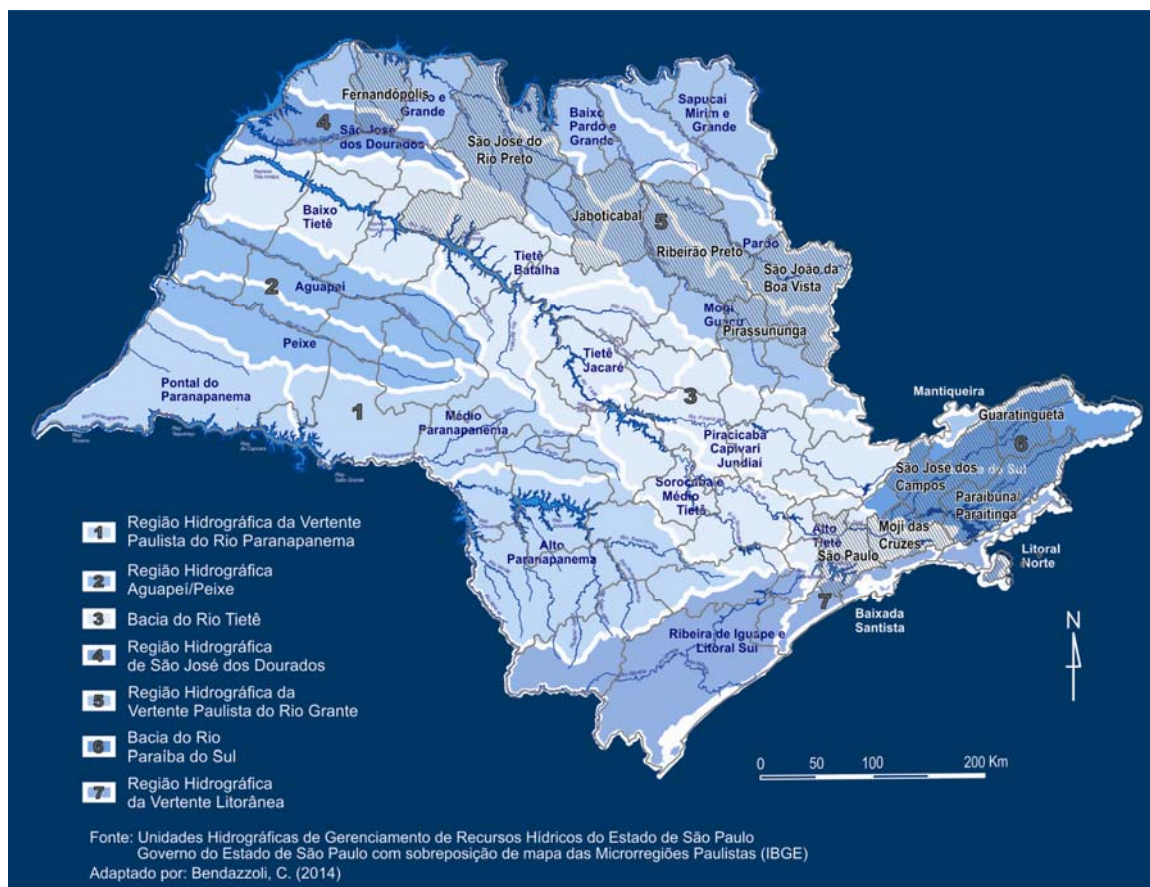 Fernandópolis
Turvo e
Grande
4
São José
dos Dourados
São José do
Rio Preto
Baixo
Pardo e
Grande
Sapucai
Mirim e
Grande
Baixo
Tietê
Jaboticabal
5
Ribeirão Preto
Pardo
São João da
Boa Vista
Tietê
Batalha
2
Aguapeí
Mogi
Guaçu
Pirassununga
Peixe
Tietê
Jacaré
3
Pontal do
Paranapanema
1
Médio
Paranapanema
Piracicaba
Capivari
Jundiaí
Mantiqueira
Guaratinguetá
6
São José dos
Campos
do Sul
Paraibuna/
Paraitinga
Sorocaba e
Médio
Tietê
Alto
Tietê
São Paulo
Moji das
Cruzes
Litoral
Norte
Alto
Paranapanema
7
Baixada
Santista
Ribeira de Iguape e
Litoral Sul
N
0 50 100 200 Km
1 Região Hidrográfica da Vertente
Paulista do Rio Paranapanema
2 Região Hidrográfica
Aguapeí/Peixe
3 Bacia do Rio Tietê
4 Região Hidrográfica
de São José dos Dourados
5 Região Hidrográfica da
Vertente Paulista do Rio Grante
6 Bacia do Rio
Paraíba do Sul
7 Região Hidrográfica
da Vertente Litorânea
Fonte: Unidades Hidrográficas de Gerenciamento de Recursos Hídricos do Estado de São Paulo
Governo do Estado de São Paulo com sobreposição de mapa das Microrregiões Paulistas (IBGE)
Adaptado por: Bendazzoli, C. (2014)